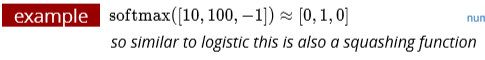 example softmax([10, 100, −1]) ≈ [0, 1, 0] nun
so similar to logistic this is also a squashing function